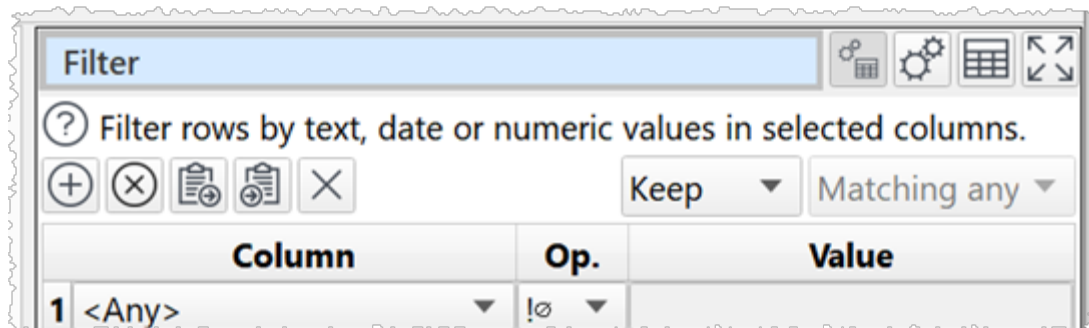 Filter
Filter rows by text, date or numeric values in selected columns.
Keep Matching any
Column Op. Value
1 <Any> !⌀